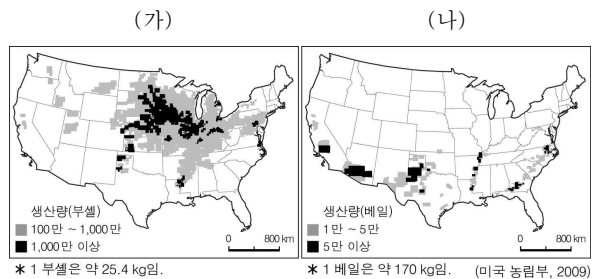 (가)
생산량(부셸)
100만 ~ 1,000만
1,000만 이상
0 800 km
* 1 부셸은 약 25.4 kg임.
(나)
생산량(베일)
1만 ~ 5만
5만 이상
0 800 km
* 1 베일은 약 170 kg임.
(미국 농림부, 2009)